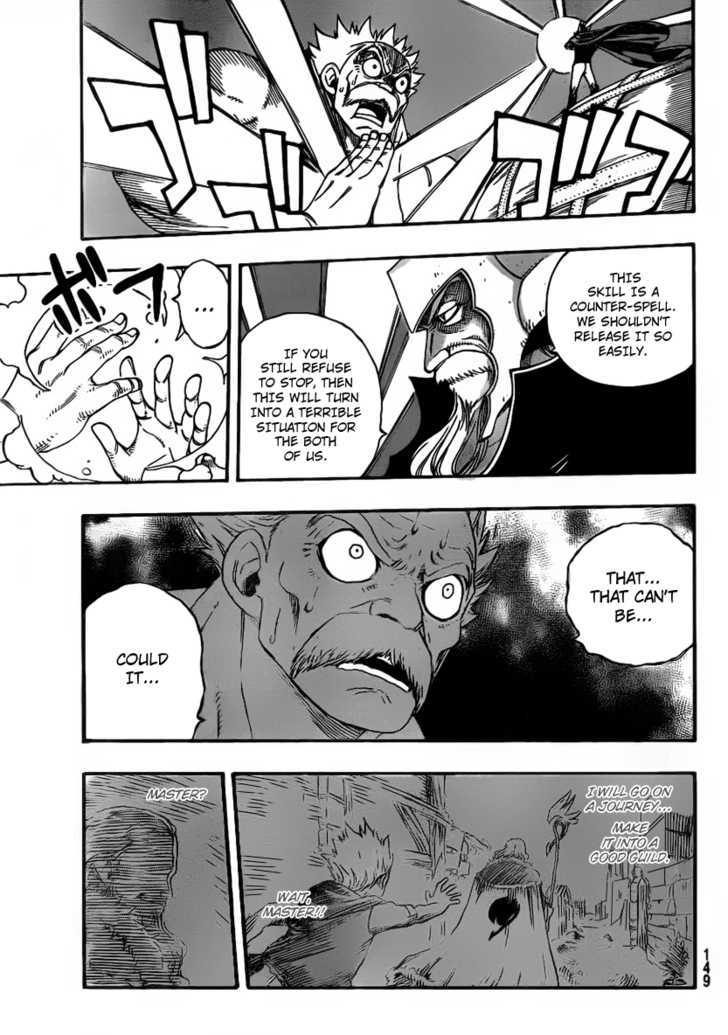 ゴゴゴゴ
THIS
SKILL IS A
COUNTER-SPELL.
WE SHOULDN'T
RELEASE IT SO
EASILY.
IF YOU
STILL REFUSE
TO STOP, THEN
THIS WILL TURN
INTO A TERRIBLE
SITUATION FOR
THE BOTH
OF US.
...
ボフ
THAT...
THAT CAN'T
BE...
COULD
IT...
MASTER?
I WILL GO ON
A JOURNEY...
MAKE
IT INTO A
GOOD GUILD.
WAIT,
MASTER!!
149